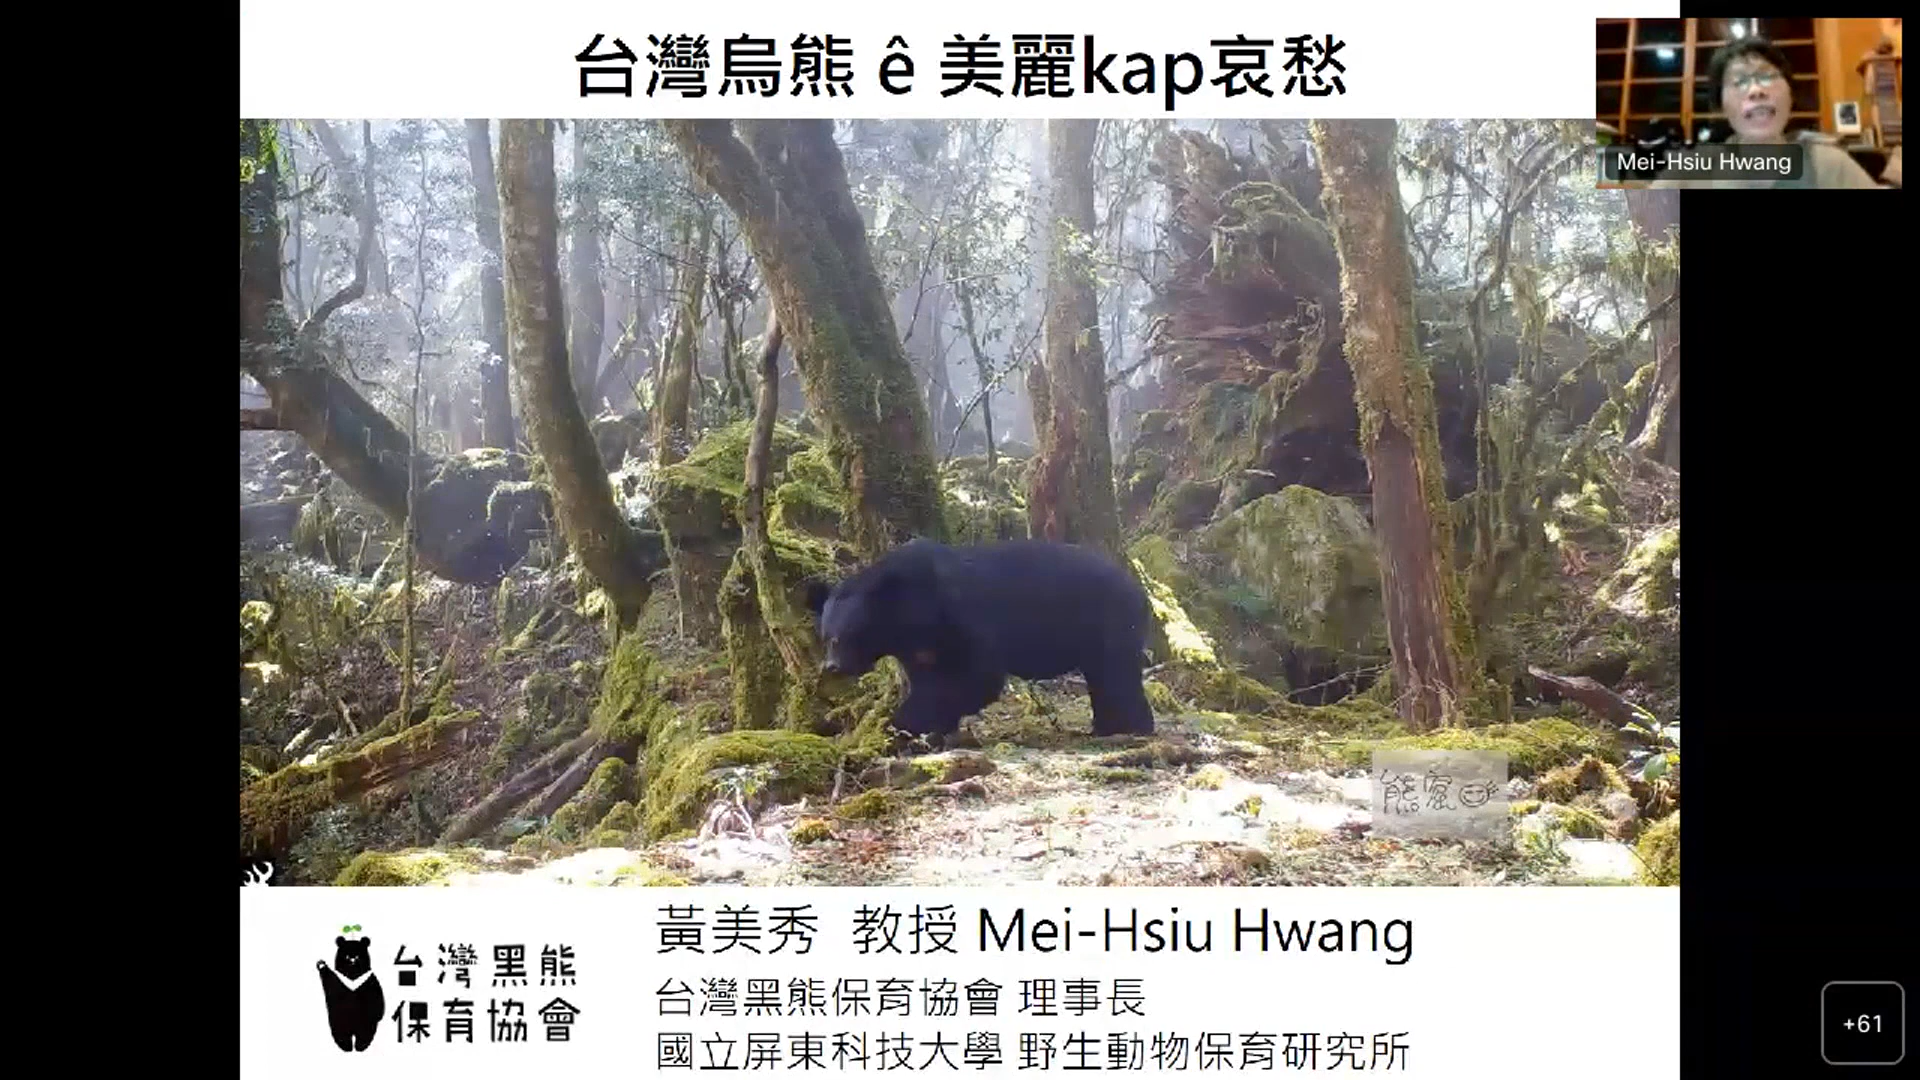 台灣烏熊 ê 美麗kap哀愁
Mei-Hsiu Hwang
熊窩
台灣黑熊
保育協會
黃美秀 教授 Mei-Hsiu Hwang
台灣黑熊保育協會 理事長
國立屏東科技大學 野生動物保育研究所
+61